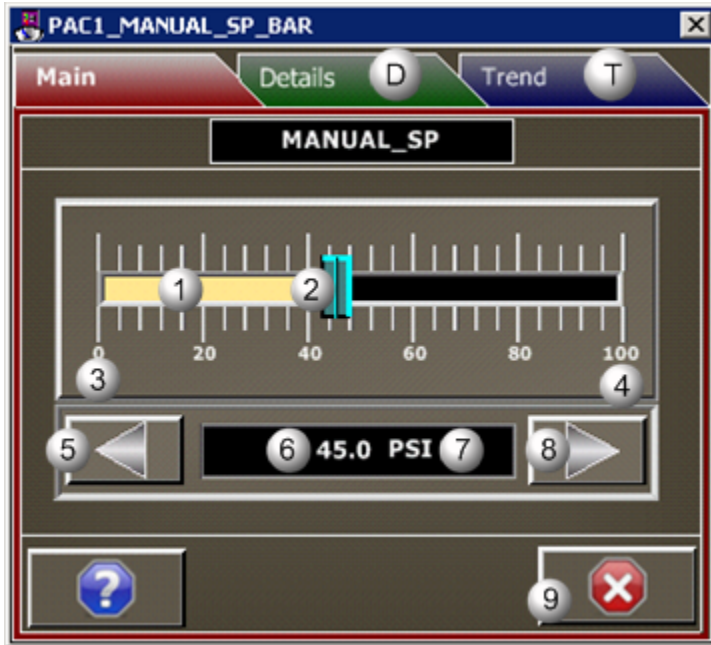 PAC1_MANUAL_SP_BAR
Main Details D Trend T
MANUAL_SP
1 2
0 20 40 60 80 100
3 4
5 6 45.0 PSI 7 8
?
9